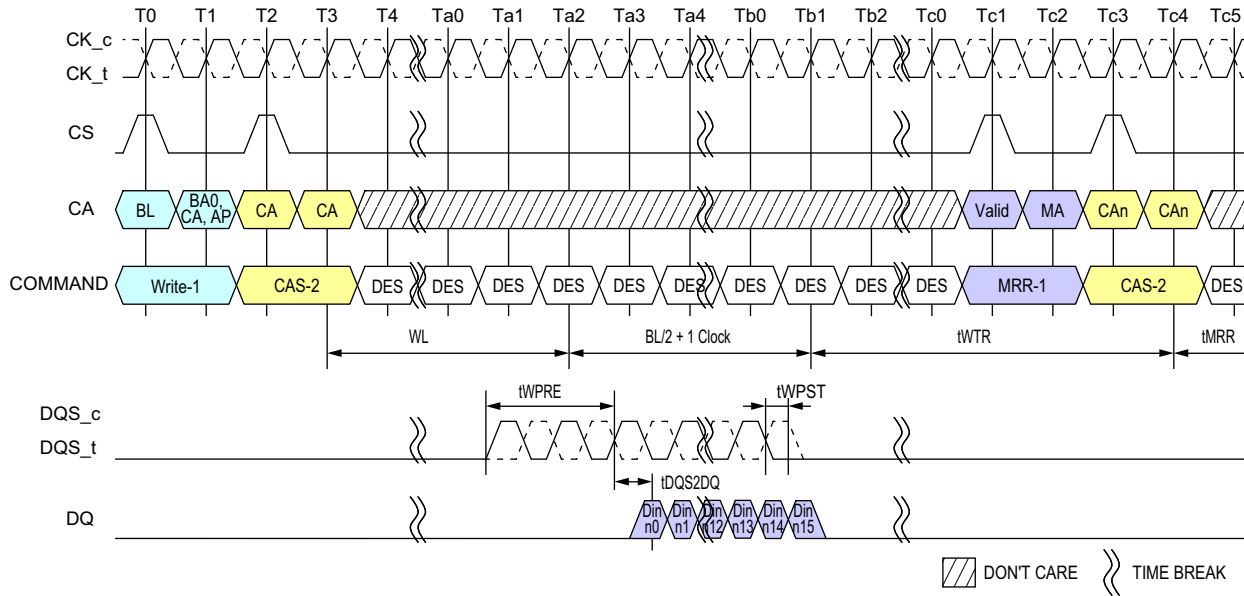 T0 T1 T2 T3 T4 Ta0 Ta1 Ta2 Ta3 Ta4 Tb0 Tb1 Tb2 Tc0 Tc1 Tc2 Tc3 Tc4 Tc5
CK_c
CK_t
CS
CA BL BA0, CA, AP CA CA Valid MA CAn CAn
COMMAND Write-1 CAS-2 DES DES DES DES DES DES DES DES DES DES MRR-1 CAS-2 DES
WL BL/2 + 1 Clock tWTR tMRR
tWPRE tWPST
DQS_c
DQS_t
tDQS2DQ
DQ Din n0 Din n1 Din n12 Din n13 Din n14 Din n15
DON'T CARE TIME BREAK